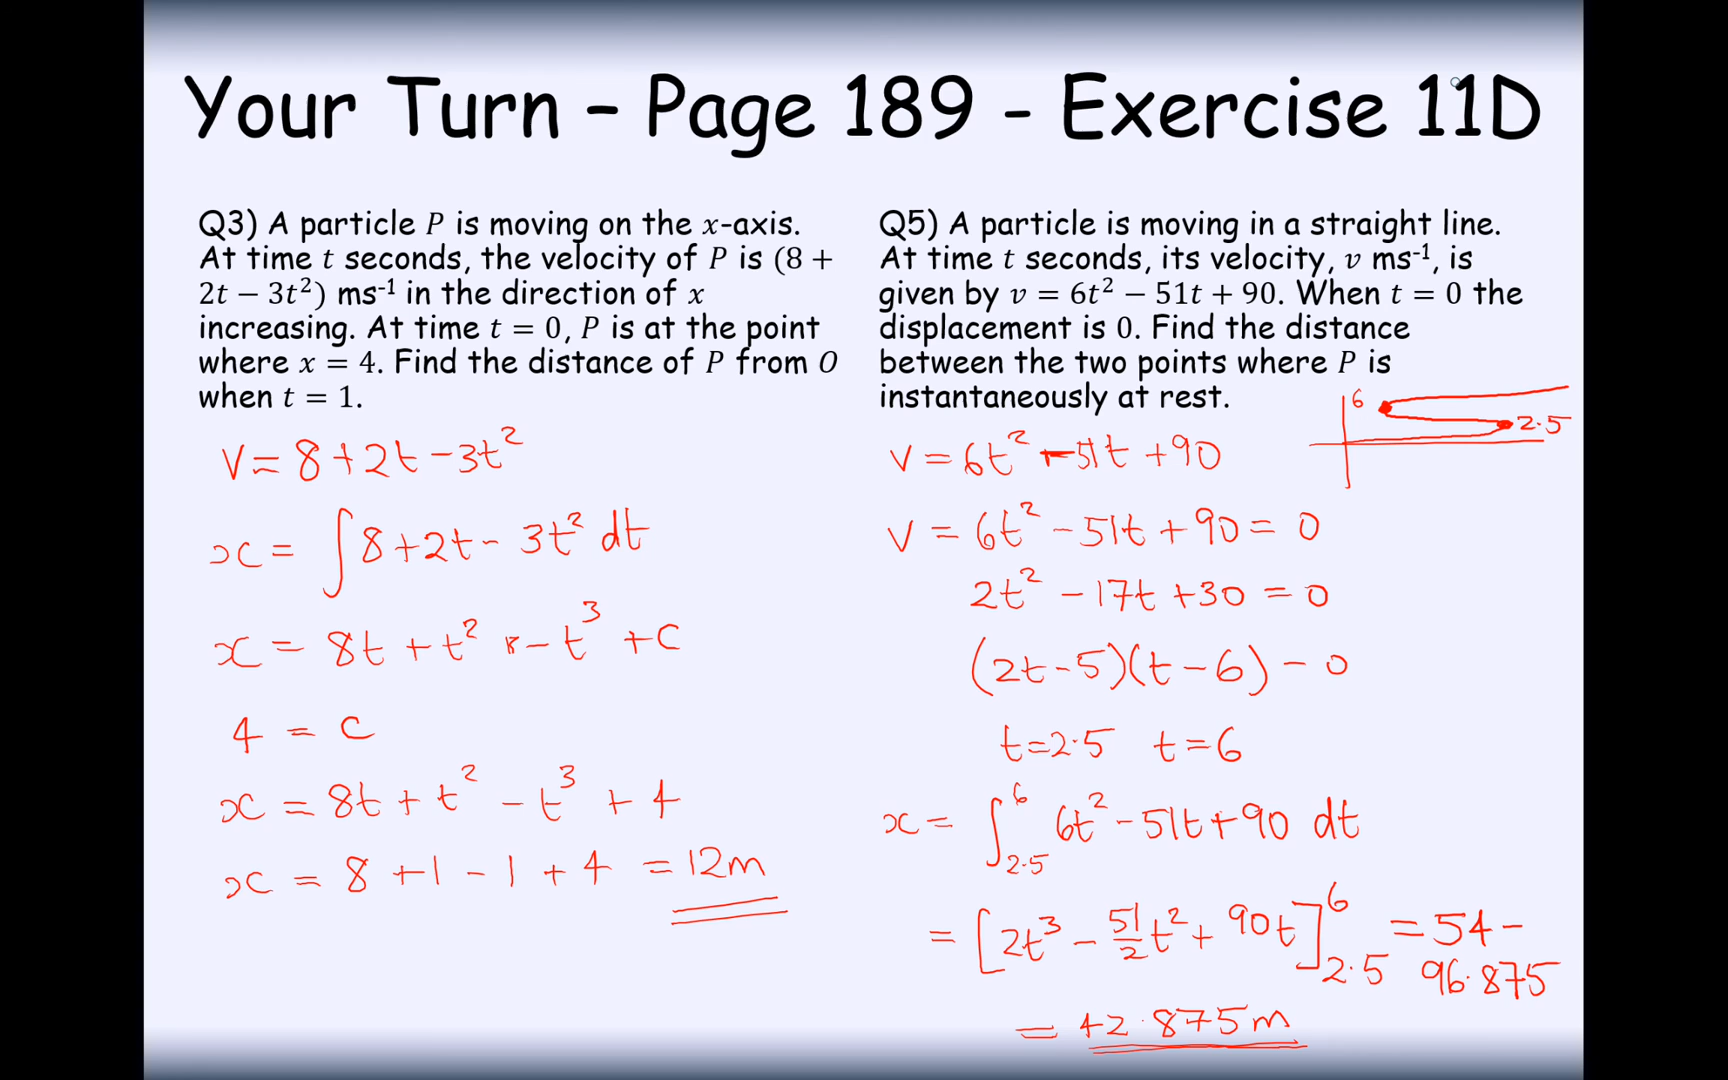 Your Turn – Page 189 - Exercise 11D
Q3) A particle P is moving on the x-axis.
At time t seconds, the velocity of P is (8 +
2t − 3t²) ms⁻¹ in the direction of x
increasing. At time t = 0, P is at the point
where x = 4. Find the distance of P from O
when t = 1.
v = 8 + 2t − 3t²
x = ∫ 8 + 2t − 3t² dt
x = 8t + t² − t³ + c
4 = c
x = 8t + t² − t³ + 4
x = 8 + 1 − 1 + 4 = 12m
Q5) A particle is moving in a straight line.
At time t seconds, its velocity, v ms⁻¹, is
given by v = 6t² − 51t + 90. When t = 0 the
displacement is 0. Find the distance
between the two points where P is
instantaneously at rest.
6
2.5
v = 6t² − 51t + 90
v = 6t² − 51t + 90 = 0
2t² − 17t + 30 = 0
(2t − 5)(t − 6) − 0
t = 2.5 t = 6
x = ∫₂.₅⁶ 6t² − 51t + 90 dt
= [2t³ − 51/2 t² + 90t]₂.₅⁶ = 54 −
96.875
= 42.875m